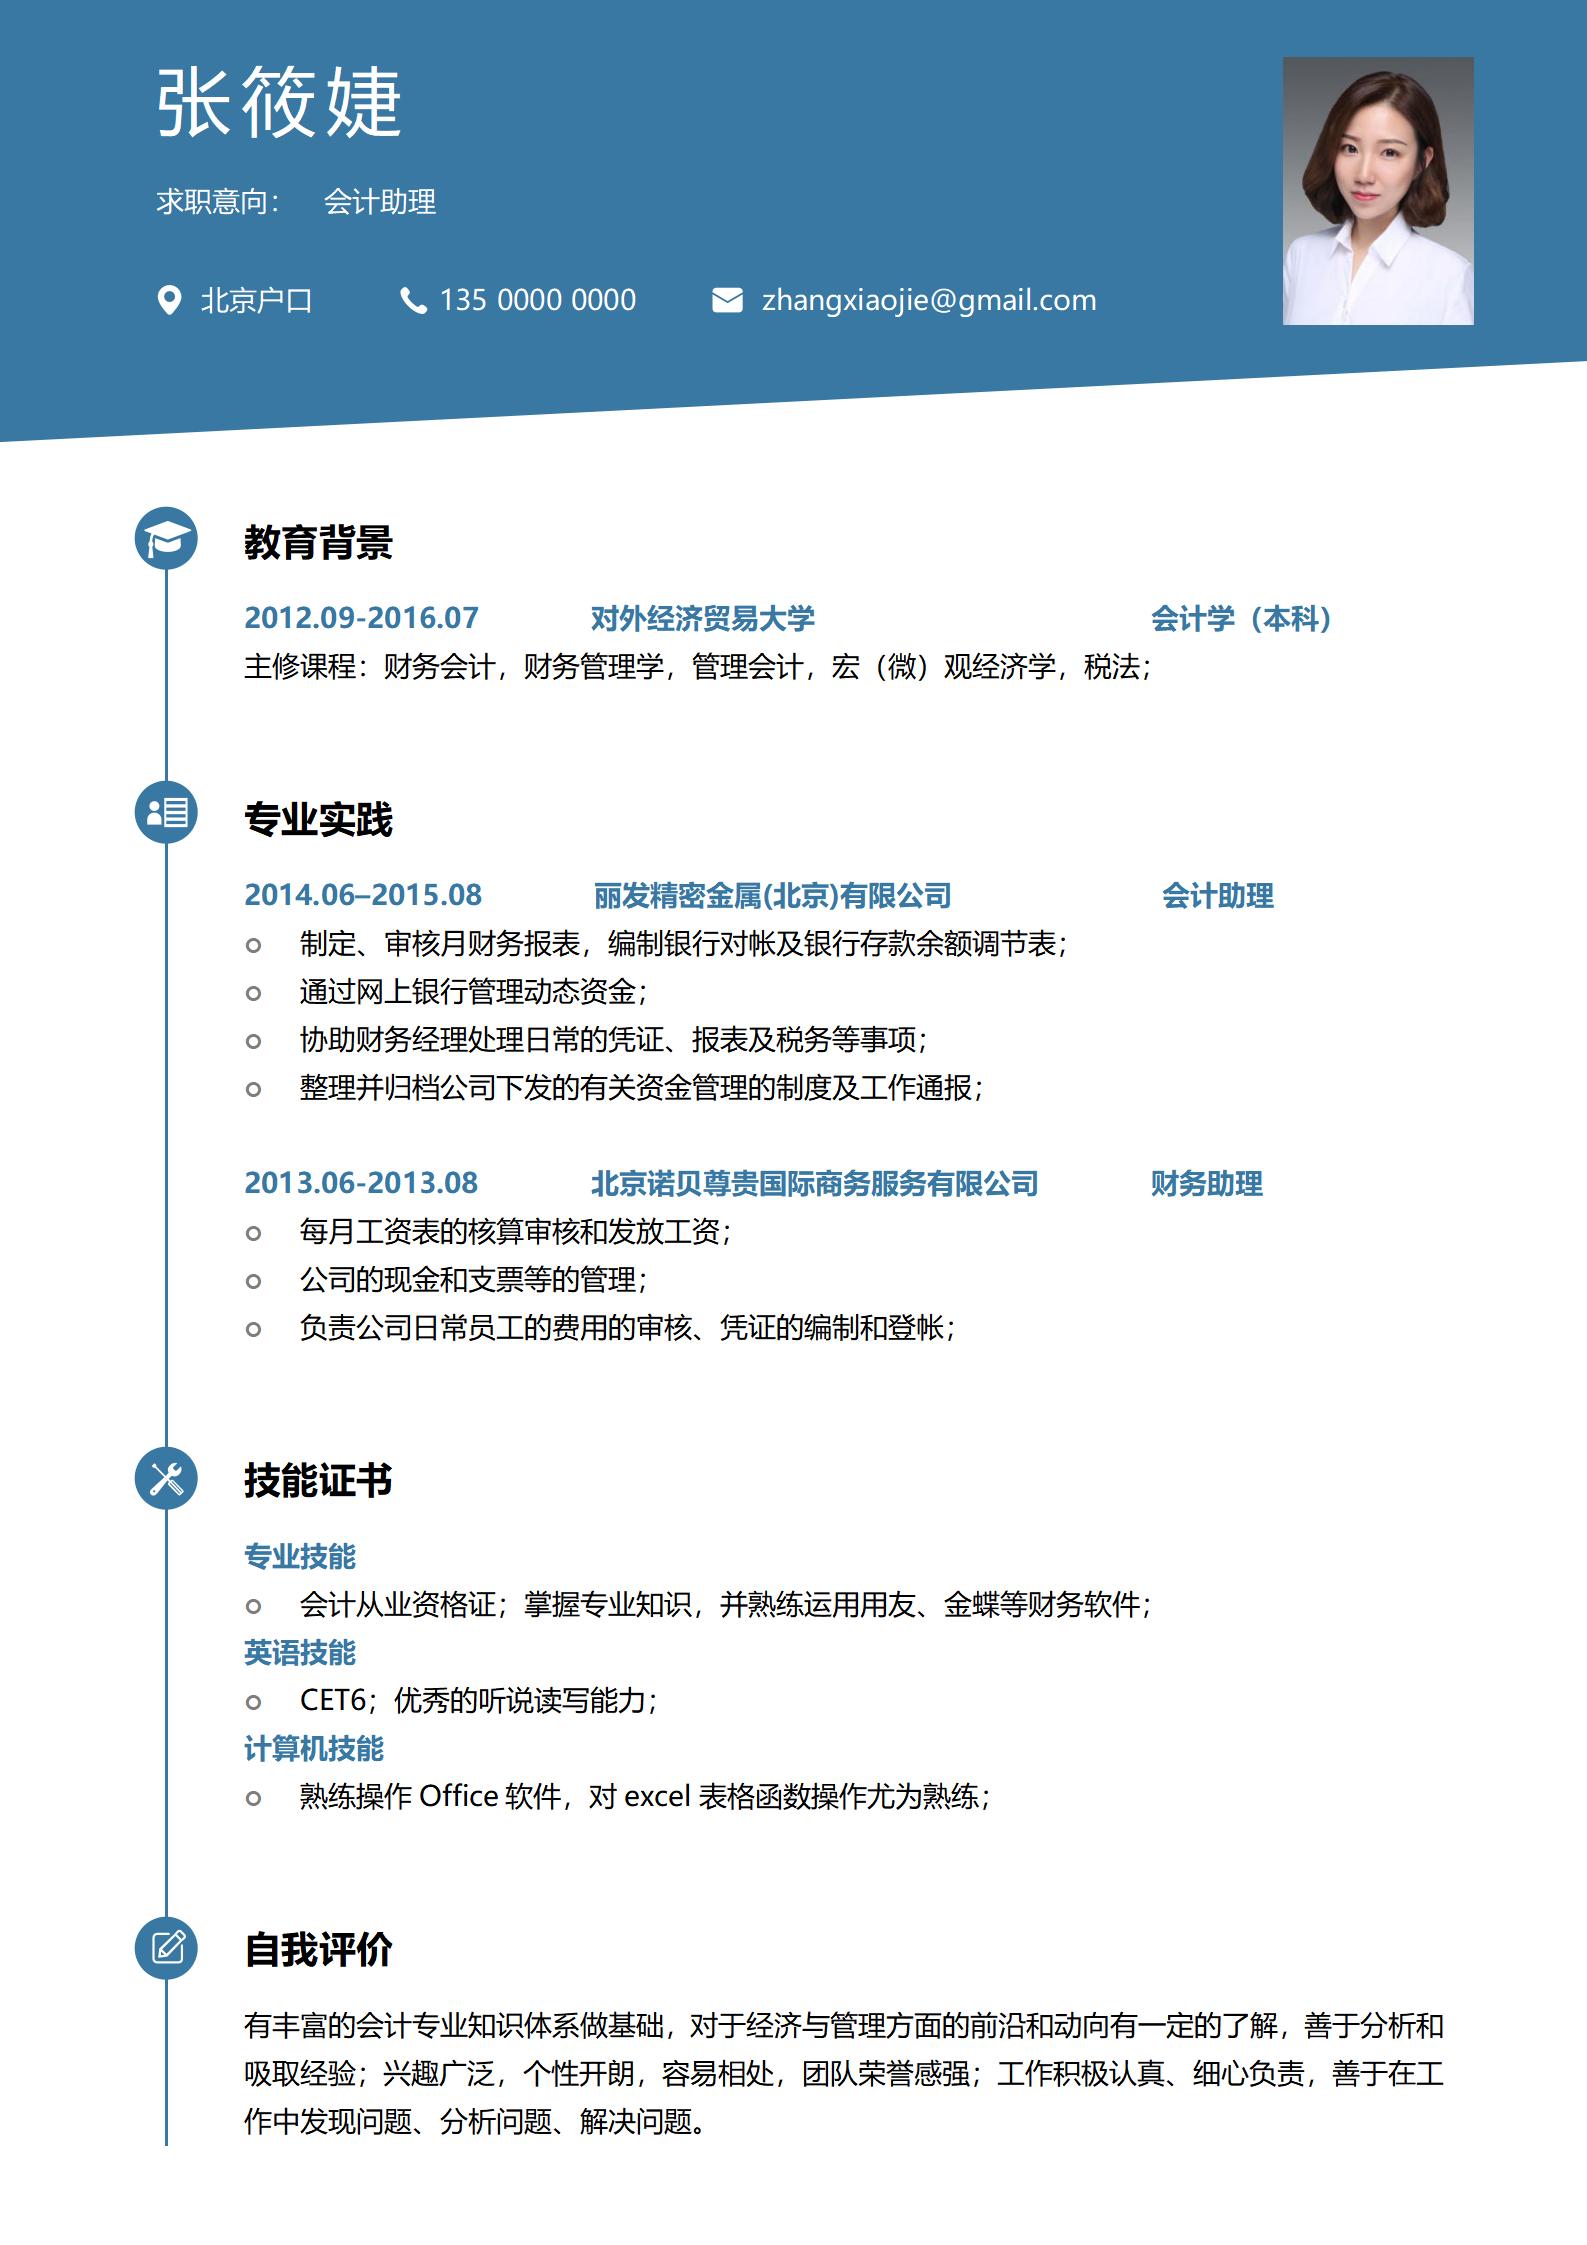 张筱婕
求职意向： 会计助理
北京户口 135 0000 0000 zhangxiaojie@gmail.com
教育背景
2012.09-2016.07 对外经济贸易大学 会计学（本科）
主修课程：财务会计，财务管理学，管理会计，宏（微）观经济学，税法；
专业实践
2014.06–2015.08 丽发精密金属(北京)有限公司 会计助理
制定、审核月财务报表，编制银行对帐及银行存款余额调节表；
通过网上银行管理动态资金；
协助财务经理处理日常的凭证、报表及税务等事项；
整理并归档公司下发的有关资金管理的制度及工作通报；
2013.06-2013.08 北京诺贝尊贵国际商务服务有限公司 财务助理
每月工资表的核算审核和发放工资；
公司的现金和支票等的管理；
负责公司日常员工的费用的审核、凭证的编制和登帐；
技能证书
专业技能
会计从业资格证；掌握专业知识，并熟练运用用友、金蝶等财务软件；
英语技能
CET6；优秀的听说读写能力；
计算机技能
熟练操作 Office 软件，对 excel 表格函数操作尤为熟练；
自我评价
有丰富的会计专业知识体系做基础，对于经济与管理方面的前沿和动向有一定的了解，善于分析和
吸取经验；兴趣广泛，个性开朗，容易相处，团队荣誉感强；工作积极认真、细心负责，善于在工
作中发现问题、分析问题、解决问题。